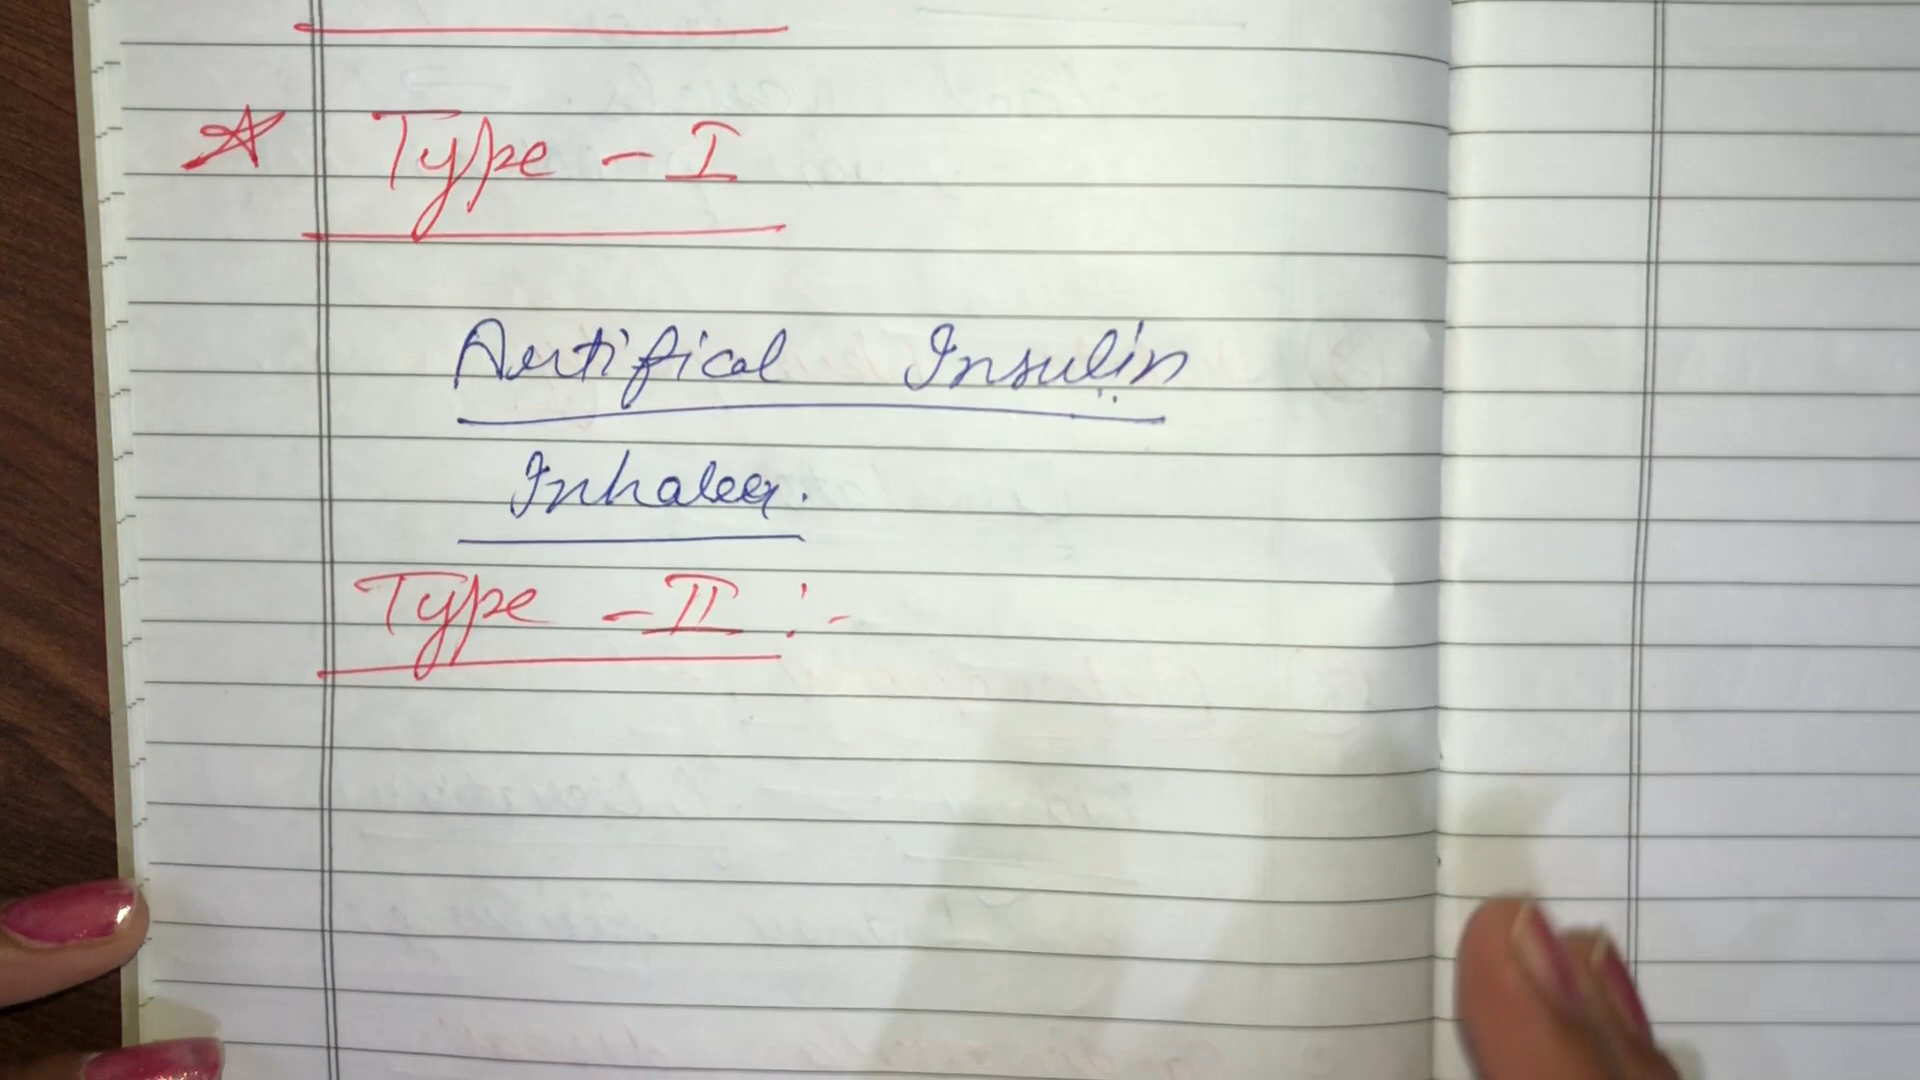 ☆ Type - I
Artifical Insulin
Inhaler.
Type - II :-